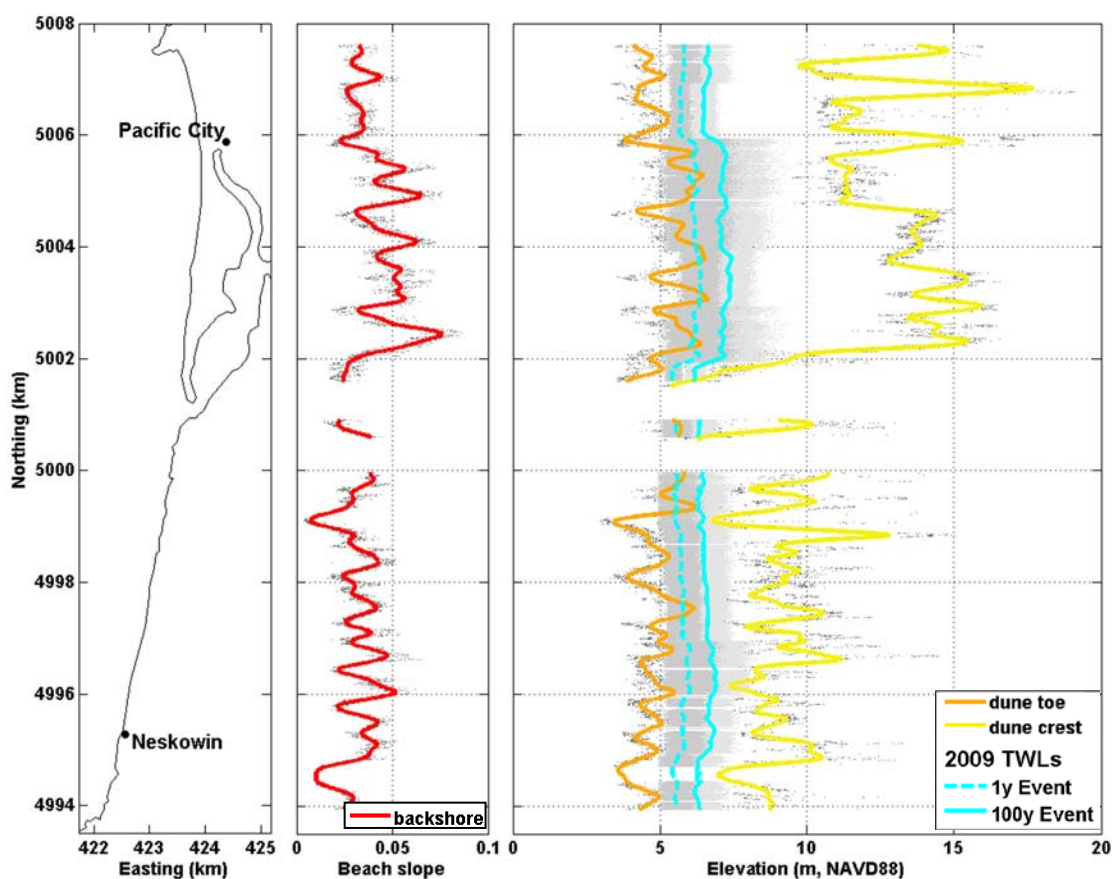 5008
5006
5004
5002
5000
4998
4996
4994
Northing (km)
Pacific City
Neskowin
422 423 424 425
Easting (km)
backshore
0 0.05 0.1
Beach slope
dune toe
dune crest
2009 TWLs
1y Event
100y Event
0 5 10 15 20
Elevation (m, NAVD88)